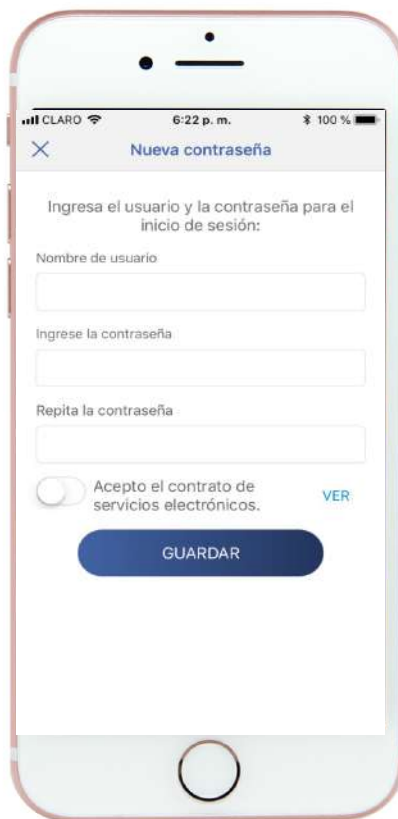 CLARO 6:22 p. m. 100 %
Nueva contraseña
Ingresa el usuario y la contraseña para el
inicio de sesión:
Nombre de usuario
Ingrese la contraseña
Repita la contraseña
Acepto el contrato de
servicios electrónicos.
VER
GUARDAR